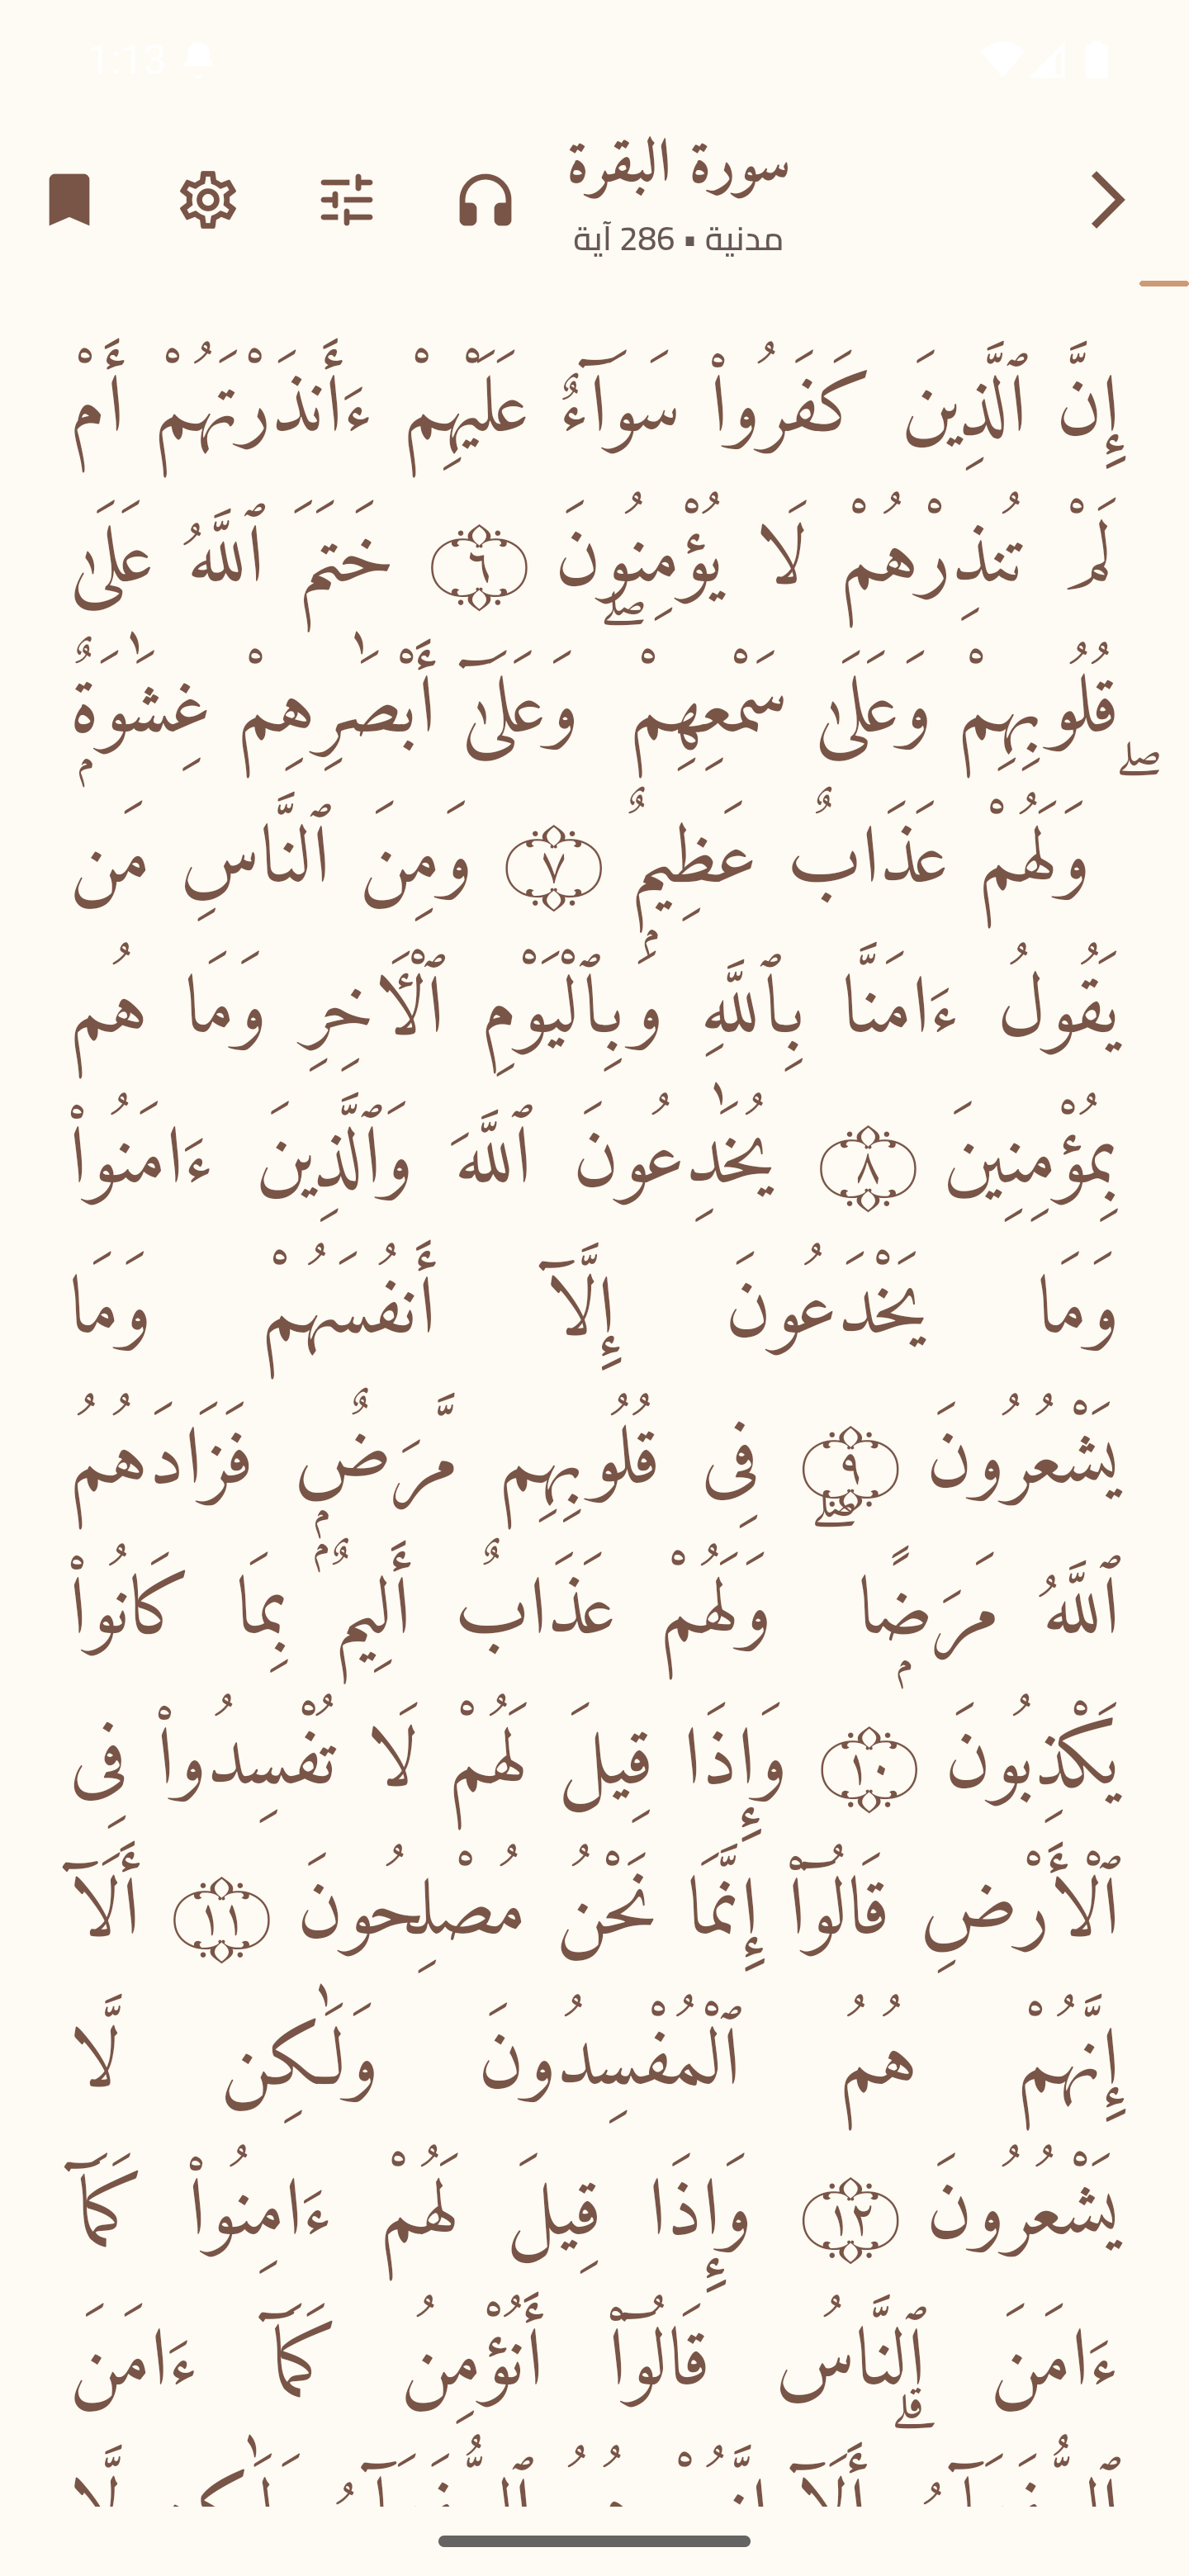 1:13
سورة البقرة
مدنية ▪ 286 آية
إِنَّ ٱلَّذِينَ كَفَرُوا۟ سَوَآءٌ عَلَيْهِمْ ءَأَنذَرْتَهُمْ أَمْ
لَمْ تُنذِرْهُمْ لَا يُؤْمِنُونَ ٦ خَتَمَ ٱللَّهُ عَلَىٰ
قُلُوبِهِمْ وَعَلَىٰ سَمْعِهِمْ ۖ وَعَلَىٰٓ أَبْصَـٰرِهِمْ غِشَـٰوَةٌ ۖ
وَلَهُمْ عَذَابٌ عَظِيمٌ ٧ وَمِنَ ٱلنَّاسِ مَن
يَقُولُ ءَامَنَّا بِٱللَّهِ وَبِٱلْيَوْمِ ٱلْـَٔاخِرِ وَمَا هُم
بِمُؤْمِنِينَ ٨ يُخَـٰدِعُونَ ٱللَّهَ وَٱلَّذِينَ ءَامَنُوا۟
وَمَا يَخْدَعُونَ إِلَّآ أَنفُسَهُمْ وَمَا
يَشْعُرُونَ ٩ فِى قُلُوبِهِم مَّرَضٌ فَزَادَهُمُ
ٱللَّهُ مَرَضًا ۖ وَلَهُمْ عَذَابٌ أَلِيمٌۢ بِمَا كَانُوا۟
يَكْذِبُونَ ١٠ وَإِذَا قِيلَ لَهُمْ لَا تُفْسِدُوا۟ فِى
ٱلْأَرْضِ قَالُوٓا۟ إِنَّمَا نَحْنُ مُصْلِحُونَ ١١ أَلَآ
إِنَّهُمْ هُمُ ٱلْمُفْسِدُونَ وَلَـٰكِن لَّا
يَشْعُرُونَ ١٢ وَإِذَا قِيلَ لَهُمْ ءَامِنُوا۟ كَمَآ
ءَامَنَ ٱلنَّاسُ قَالُوٓا۟ أَنُؤْمِنُ كَمَآ ءَامَنَ